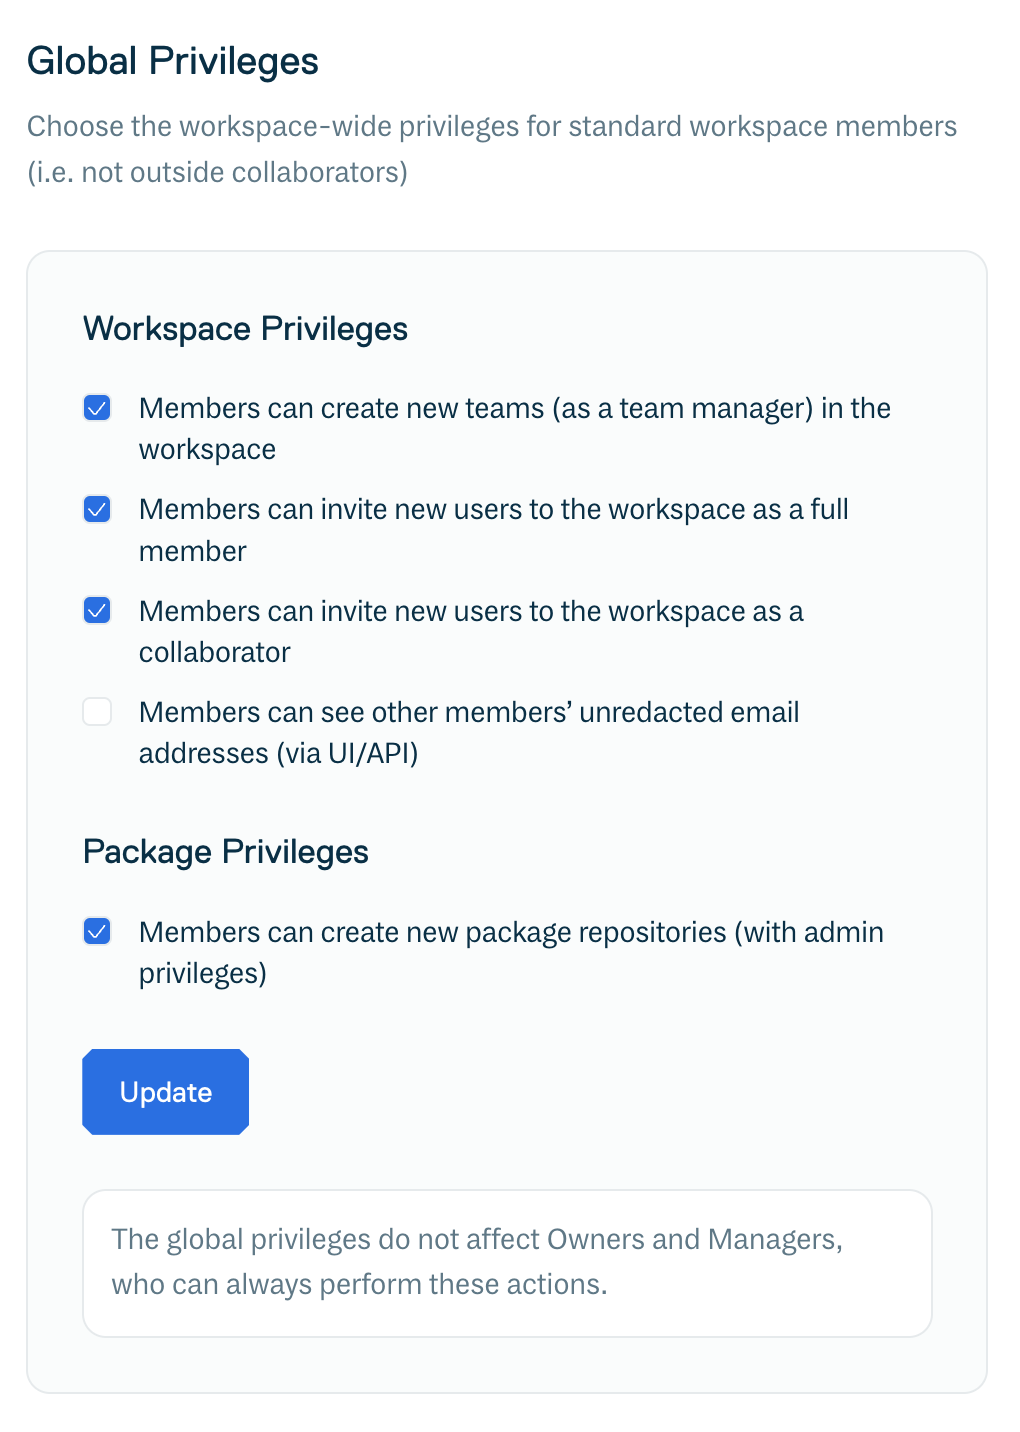 Global Privileges
Choose the workspace-wide privileges for standard workspace members
(i.e. not outside collaborators)
Workspace Privileges
Members can create new teams (as a team manager) in the
workspace
Members can invite new users to the workspace as a full
member
Members can invite new users to the workspace as a
collaborator
Members can see other members’ unredacted email
addresses (via UI/API)
Package Privileges
Members can create new package repositories (with admin
privileges)
Update
The global privileges do not affect Owners and Managers,
who can always perform these actions.